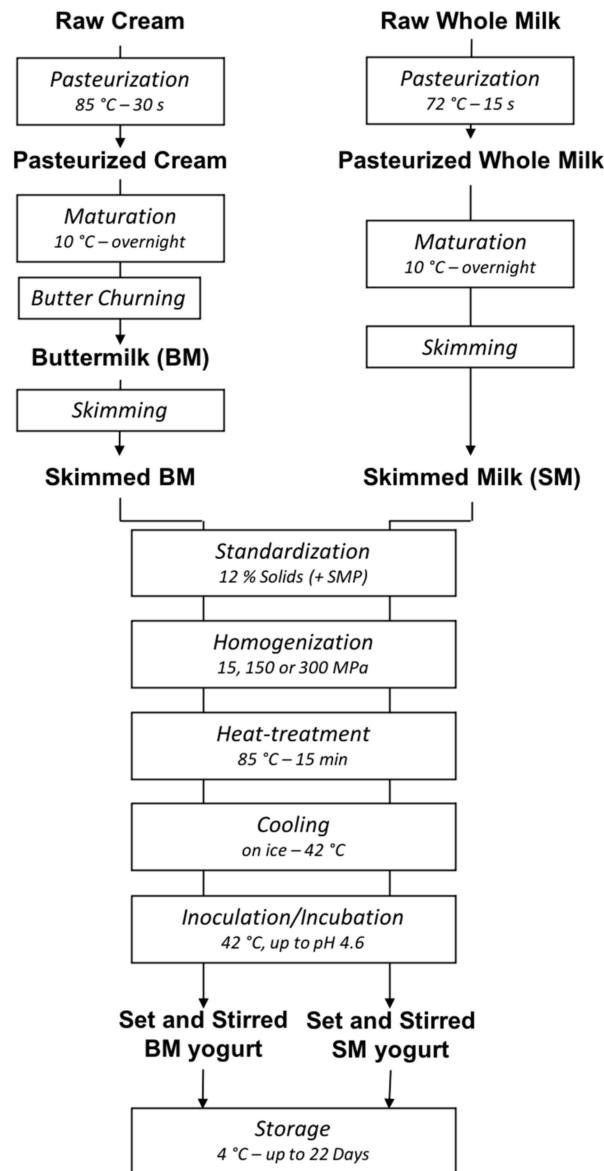 Raw Cream
Pasteurization
85 °C – 30 s
Pasteurized Cream
Maturation
10 °C – overnight
Butter Churning
Buttermilk (BM)
Skimming
Skimmed BM
Raw Whole Milk
Pasteurization
72 °C – 15 s
Pasteurized Whole Milk
Maturation
10 °C – overnight
Skimming
Skimmed Milk (SM)
Standardization
12 % Solids (+ SMP)
Homogenization
15, 150 or 300 MPa
Heat-treatment
85 °C – 15 min
Cooling
on ice – 42 °C
Inoculation/Incubation
42 °C, up to pH 4.6
Set and Stirred
BM yogurt
Set and Stirred
SM yogurt
Storage
4 °C – up to 22 Days